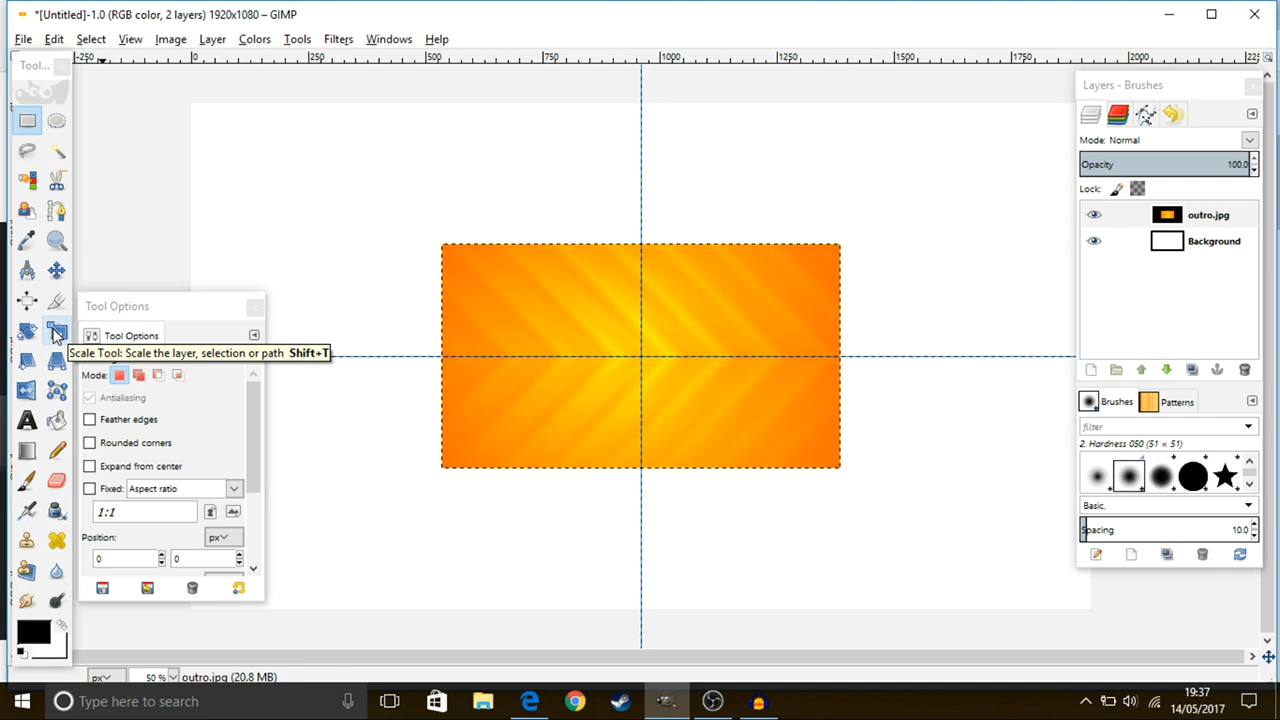 *[Untitled]-1.0 (RGB color, 2 layers) 1920x1080 – GIMP
File Edit Select View Image Layer Colors Tools Filters Windows Help
Tool...
-250 0 250 500 750 1000 1250 1500 1750 2000
Layers - Brushes
Mode: Normal
Opacity 100.0
Lock:
outro.jpg
Background
Tool Options
Tool Options
Scale Tool: Scale the layer, selection or path Shift+T
Mode:
Antialiasing
Feather edges
Rounded corners
Expand from center
Fixed: Aspect ratio
1:1
Position: px
0 0
Brushes Patterns
filter
2. Hardness 050 (51 × 51)
Basic,
Spacing 10.0
px 50 % outro.jpg (20.8 MB)
Type here to search
19:37
14/05/2017